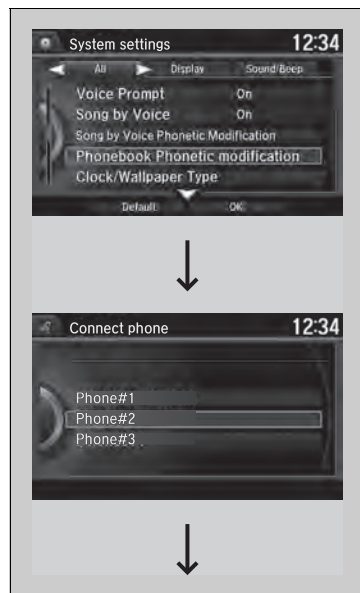 System settings 12:34
All Display Sound/Beep
Voice Prompt On
Song by Voice On
Song by Voice Phonetic Modification
Phonebook Phonetic modification
Clock/Wallpaper Type
Default OK
Connect phone 12:34
Phone#1
Phone#2
Phone#3